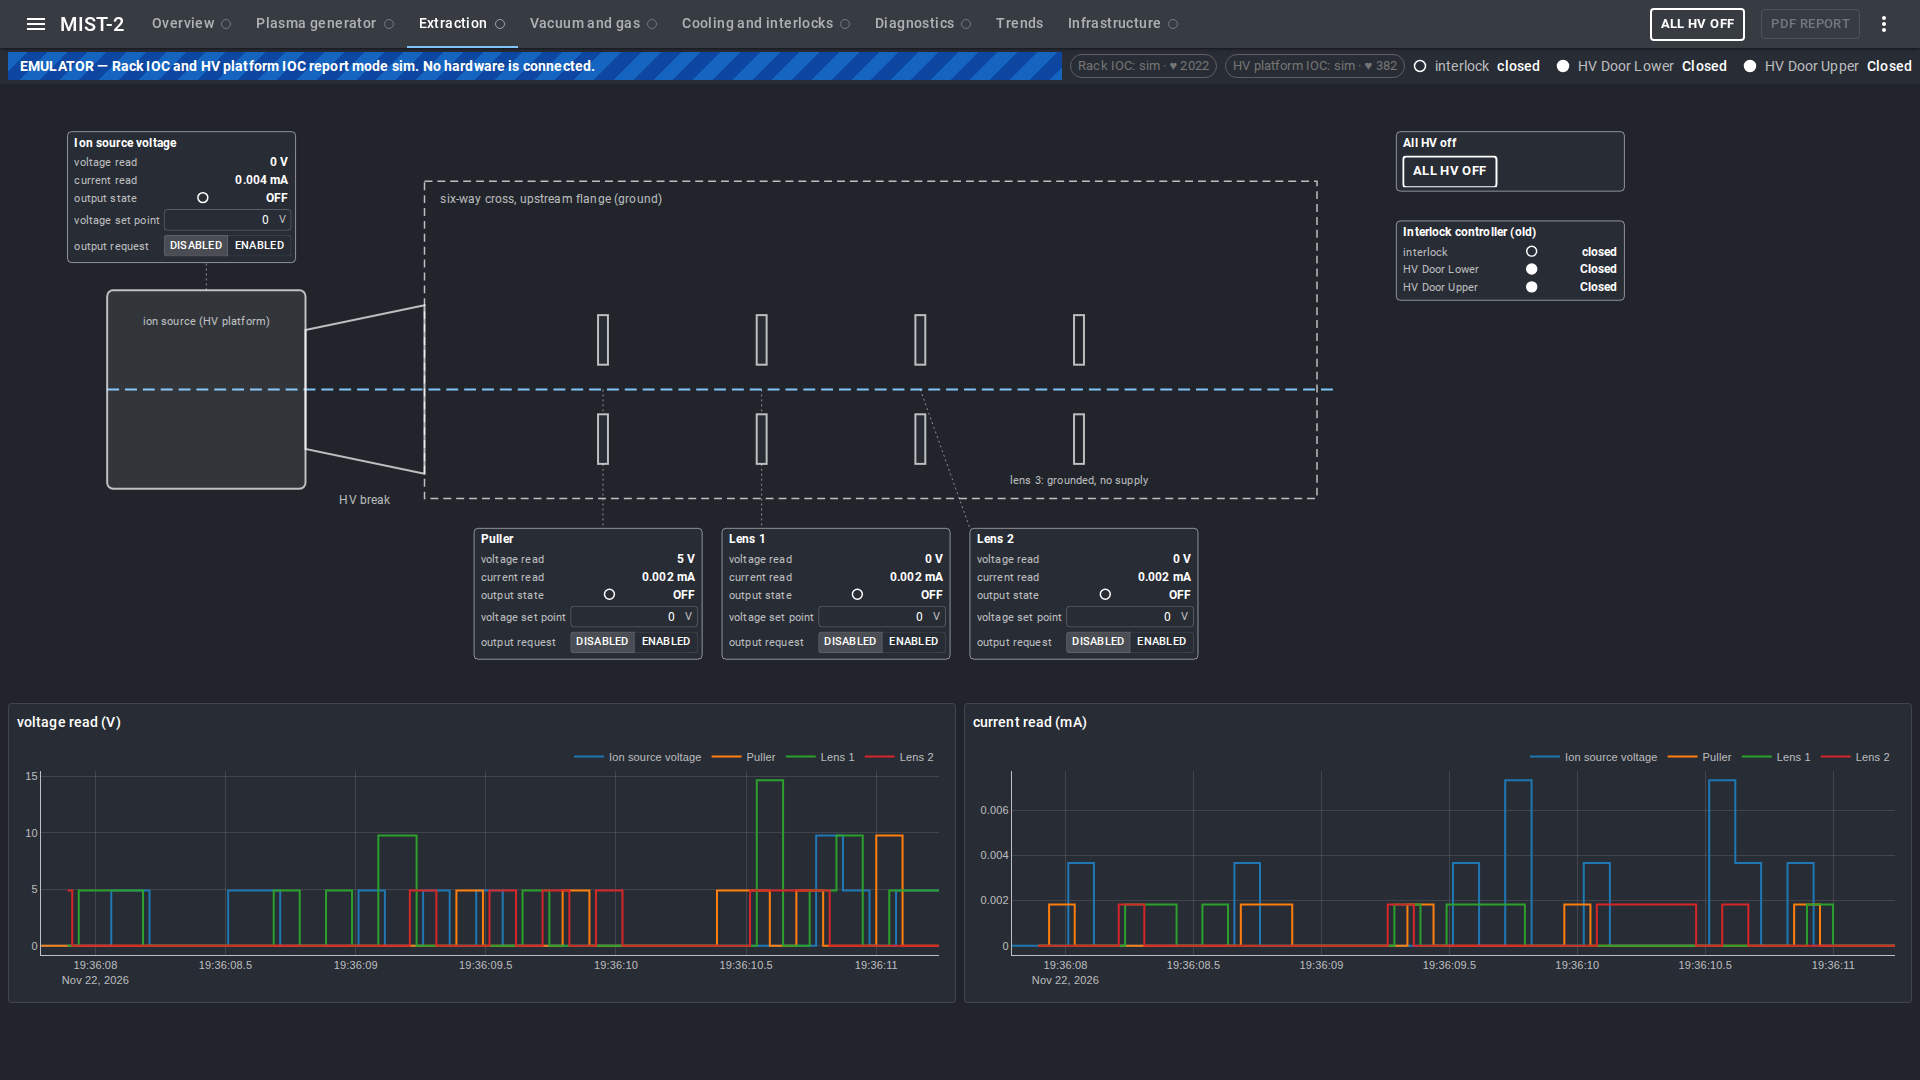 MIST-2
Overview
Plasma generator
Extraction
Vacuum and gas
Cooling and interlocks
Diagnostics
Trends
Infrastructure
ALL HV OFF
PDF REPORT
EMULATOR — Rack IOC and HV platform IOC report mode sim. No hardware is connected.
Rack IOC: sim · ♥ 2022
HV platform IOC: sim · ♥ 382
interlock closed
HV Door Lower Closed
HV Door Upper Closed
Ion source voltage
voltage read 0 V
current read 0.004 mA
output state OFF
voltage set point 0 V
output request DISABLED ENABLED
six-way cross, upstream flange (ground)
All HV off
ALL HV OFF
Interlock controller (old)
interlock closed
HV Door Lower Closed
HV Door Upper Closed
ion source (HV platform)
HV break
lens 3: grounded, no supply
Puller
voltage read 5 V
current read 0.002 mA
output state OFF
voltage set point 0 V
output request DISABLED ENABLED
Lens 1
voltage read 0 V
current read 0.002 mA
output state OFF
voltage set point 0 V
output request DISABLED ENABLED
Lens 2
voltage read 0 V
current read 0.002 mA
output state OFF
voltage set point 0 V
output request DISABLED ENABLED
voltage read (V)
Ion source voltage Puller Lens 1 Lens 2
15
10
5
0
19:36:08 19:36:08.5 19:36:09 19:36:09.5 19:36:10 19:36:10.5 19:36:11
Nov 22, 2026
current read (mA)
Ion source voltage Puller Lens 1 Lens 2
0.006
0.004
0.002
0
19:36:08 19:36:08.5 19:36:09 19:36:09.5 19:36:10 19:36:10.5 19:36:11
Nov 22, 2026